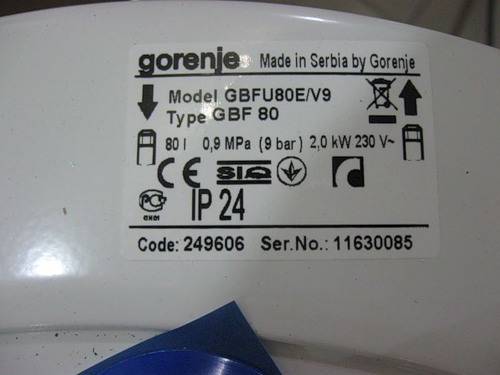 gorenje Made in Serbia by Gorenje
Model GBFU80E/V9
Type GBF 80
80 l 0,9 MPa (9 bar) 2,0 kW 230 V~
CE SIQ
IP 24
Code: 249606 Ser.No.: 11630085